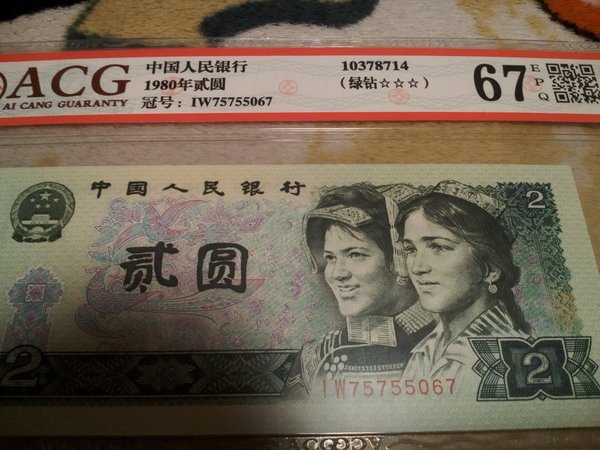 ACG
AI CANG GUARANTY
中国人民银行
1980年贰圆
冠号: IW75755067
10378714
(绿钻☆☆☆)
67
EPQ
中国人民银行
贰圆
2
2
2
IW75755067